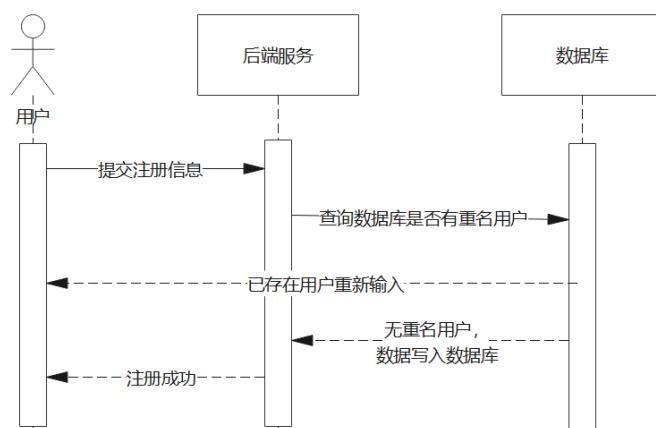 用户
后端服务
数据库
提交注册信息
查询数据库是否有重名用户
已存在用户重新输入
无重名用户，
数据写入数据库
注册成功